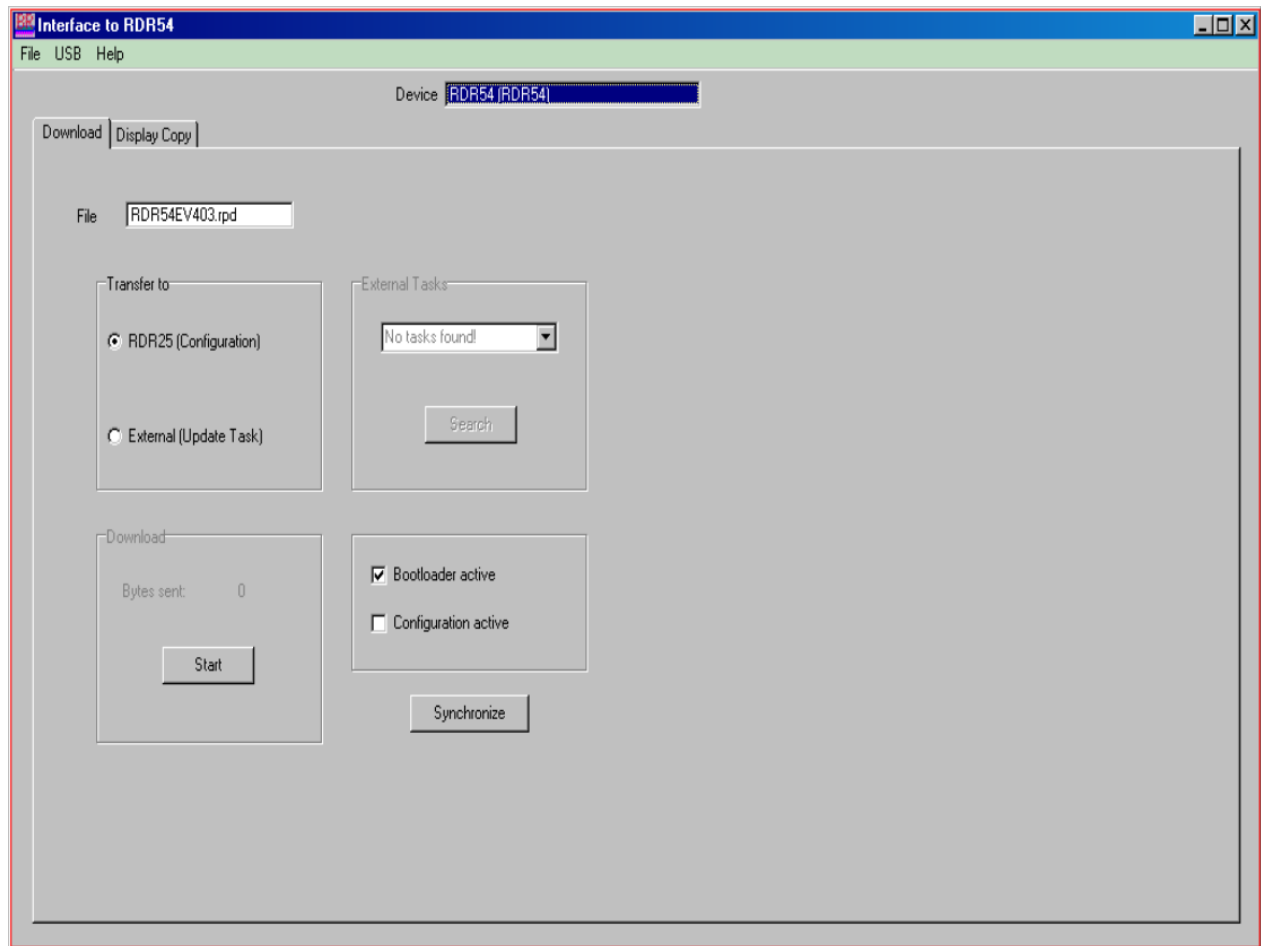 Interface to RDR54
File USB Help
Device RDR54 (RDR54)
Download Display Copy
File RDR54EV403.rpd
Transfer to
RDR25 (Configuration)
External (Update Task)
External Tasks
No tasks found!
Search
Download
Bytes sent: 0
Start
Bootloader active
Configuration active
Synchronize